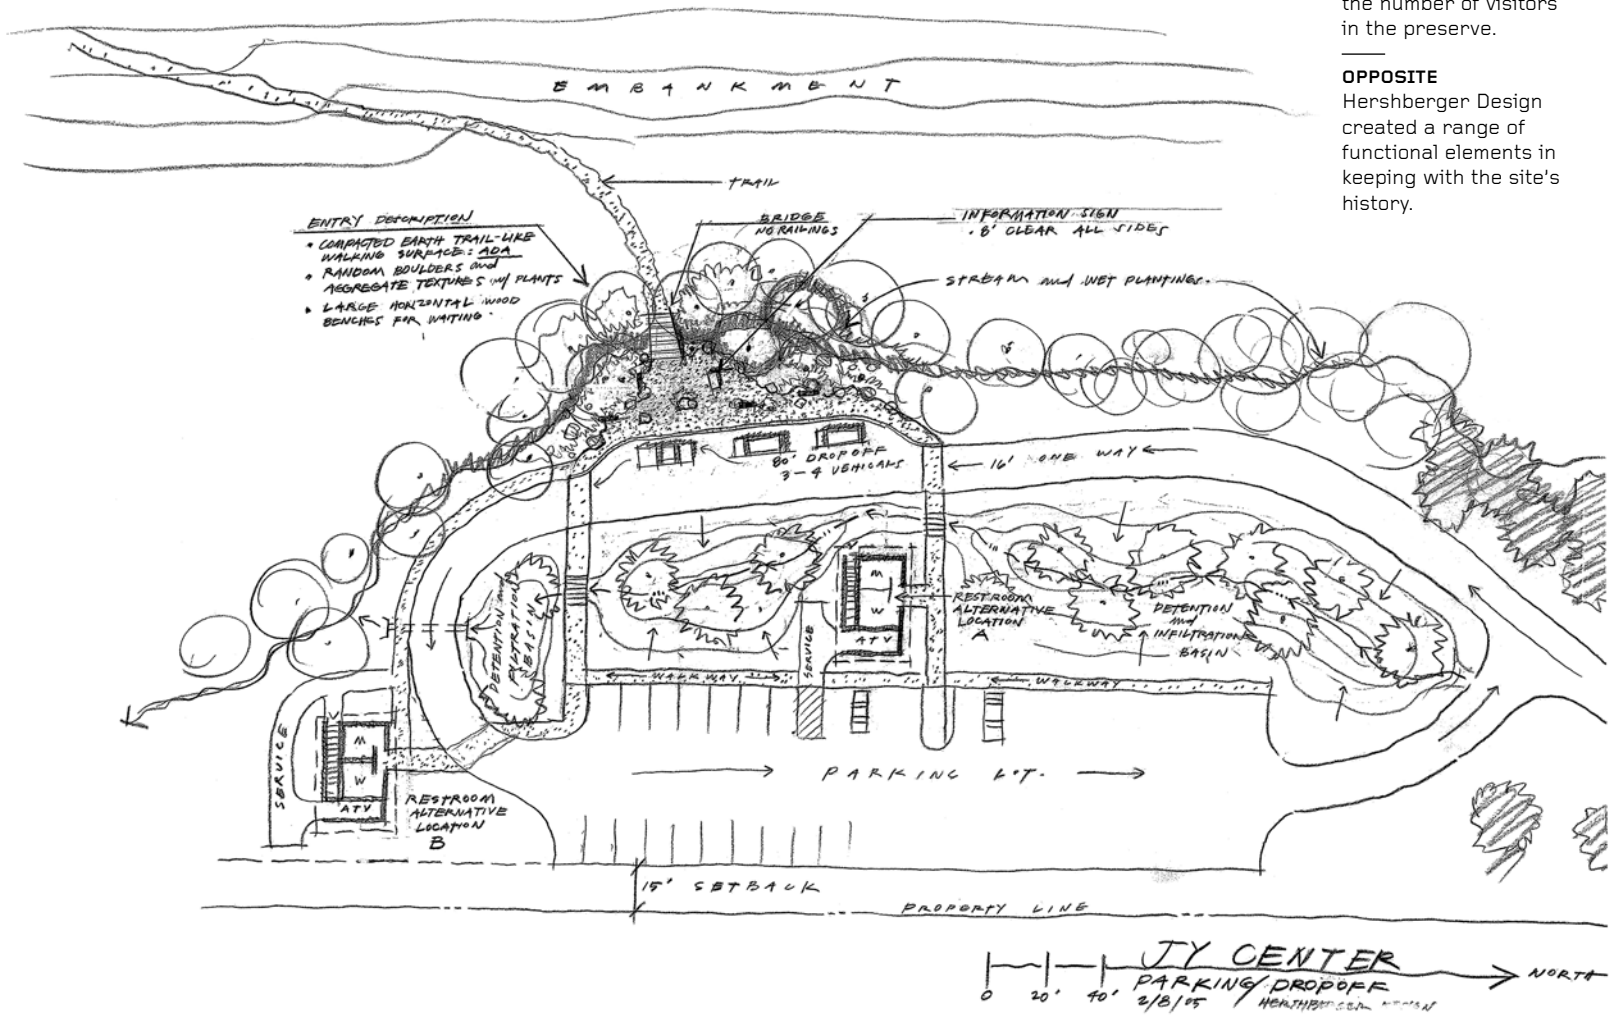 the number of visitors
in the preserve.
OPPOSITE
Hershberger Design
created a range of
functional elements in
keeping with the site's
history.
EMBANKMENT
TRAIL
ENTRY DESCRIPTION
• COMPACTED EARTH TRAIL-LIKE
WALKING SURFACE: ADA
• RANDOM BOULDERS and
AGGREGATE TEXTURES w/ PLANTS
• LARGE HORIZONTAL WOOD
BENCHES FOR WAITING.
BRIDGE
NO RAILINGS
INFORMATION SIGN
. 8' CLEAR ALL SIDES
STREAM and WET PLANTINGS.
80' DROPOFF
3-4 VEHICALS
16' ONE WAY
DETENTION and
INFILTRATION
BASIN
M
W
ATV
RESTROOM
ALTERNATIVE
LOCATION
A
DETENTION
and
INFILTRATION
BASIN
SERVICE
WALKWAY
WALKWAY
SERVICE
M
W
ATV
RESTROOM
ALTERNATIVE
LOCATION
B
PARKING LOT.
15' SETBACK
PROPERTY LINE
JY CENTER
PARKING/DROPOFF
2/8/05
0 20' 40'
NORTH